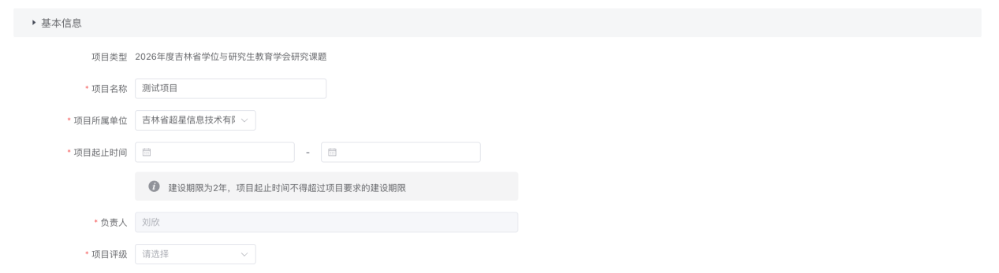 基本信息
项目类型 2026年度吉林省学位与研究生教育学会研究课题
* 项目名称 测试项目
* 项目所属单位 吉林省超星信息技术有
* 项目起止时间 -
建设期限为2年，项目起止时间不得超过项目要求的建设期限
* 负责人 刘欣
* 项目评级 请选择